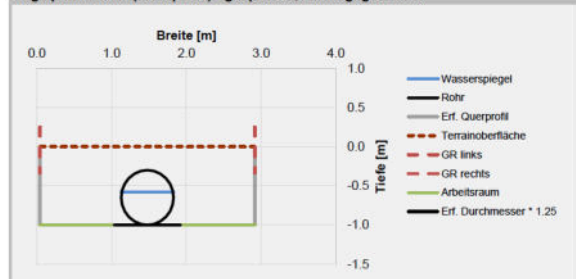 Breite [m]
0.0 1.0 2.0 3.0 4.0
1.0
0.5
0.0
-0.5
-1.0
-1.5
Tiefe [m]
Wasserspiegel
Rohr
Erf. Querprofil
Terrainoberfläche
GR links
GR rechts
Arbeitsraum
Erf. Durchmesser * 1.25